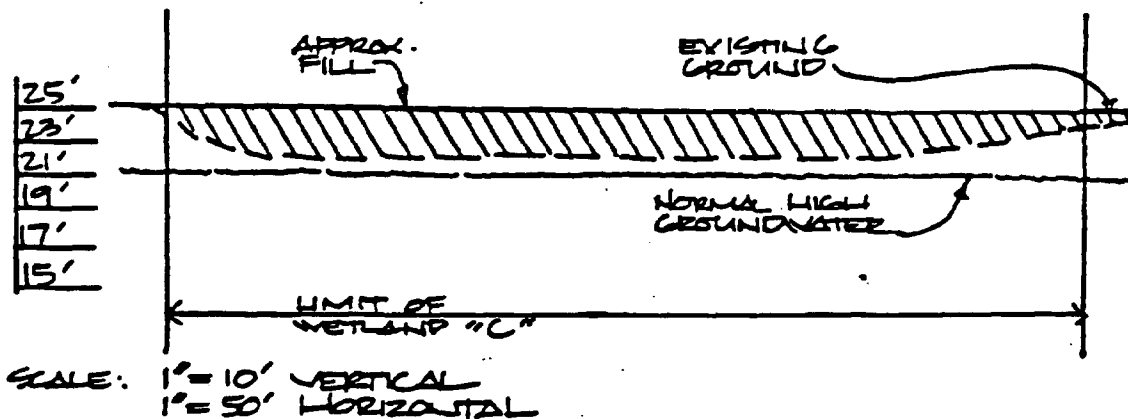 APPROX.
FILL
EXISTING
GROUND
25'
23'
21'
19'
17'
15'
NORMAL HIGH
GROUNDWATER
LIMIT OF
WETLAND "C"
SCALE: 1"=10' VERTICAL
1"=50' HORIZONTAL